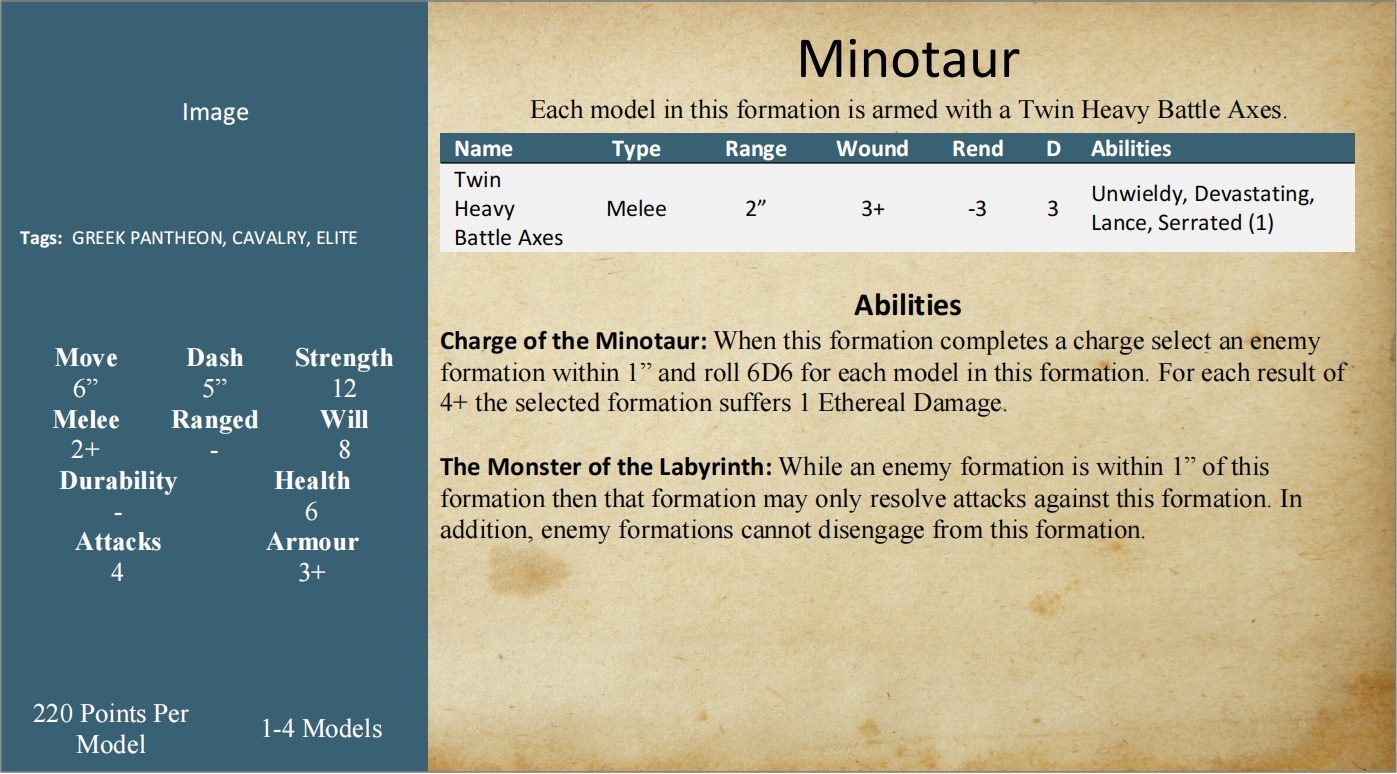 Image
Tags: GREEK PANTHEON, CAVALRY, ELITE
Move Dash Strength
6” 5” 12
Melee Ranged Will
2+ - 8
Durability Health
- 6
Attacks Armour
4 3+
220 Points Per
Model
1-4 Models
Minotaur
Each model in this formation is armed with a Twin Heavy Battle Axes.
Name Type Range Wound Rend D Abilities
Twin
Heavy
Battle Axes
Melee 2” 3+ -3 3
Unwieldy, Devastating,
Lance, Serrated (1)
Abilities
Charge of the Minotaur: When this formation completes a charge select an enemy
formation within 1” and roll 6D6 for each model in this formation. For each result of
4+ the selected formation suffers 1 Ethereal Damage.
The Monster of the Labyrinth: While an enemy formation is within 1” of this
formation then that formation may only resolve attacks against this formation. In
addition, enemy formations cannot disengage from this formation.